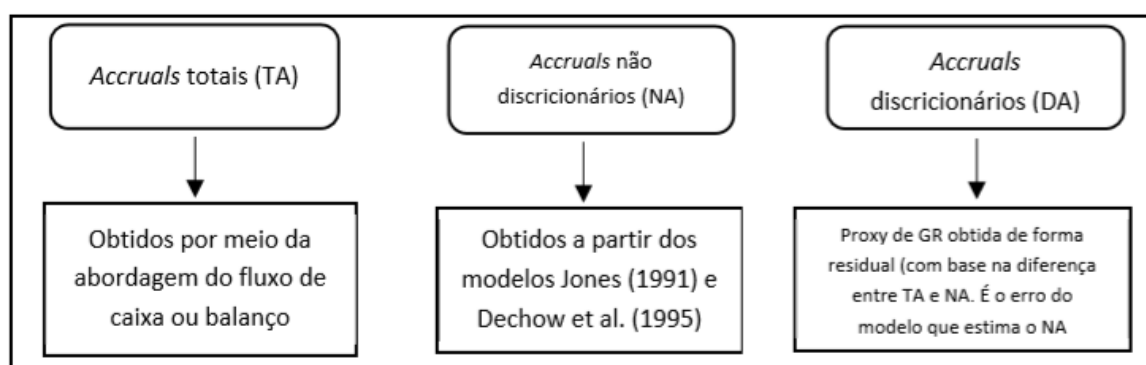 Accruals totais (TA)
Accruals não
discricionários (NA)
Accruals
discricionários (DA)
Obtidos por meio da
abordagem do fluxo de
caixa ou balanço
Obtidos a partir dos
modelos Jones (1991) e
Dechow et al. (1995)
Proxy de GR obtida de forma
residual (com base na diferença
entre TA e NA. É o erro do
modelo que estima o NA